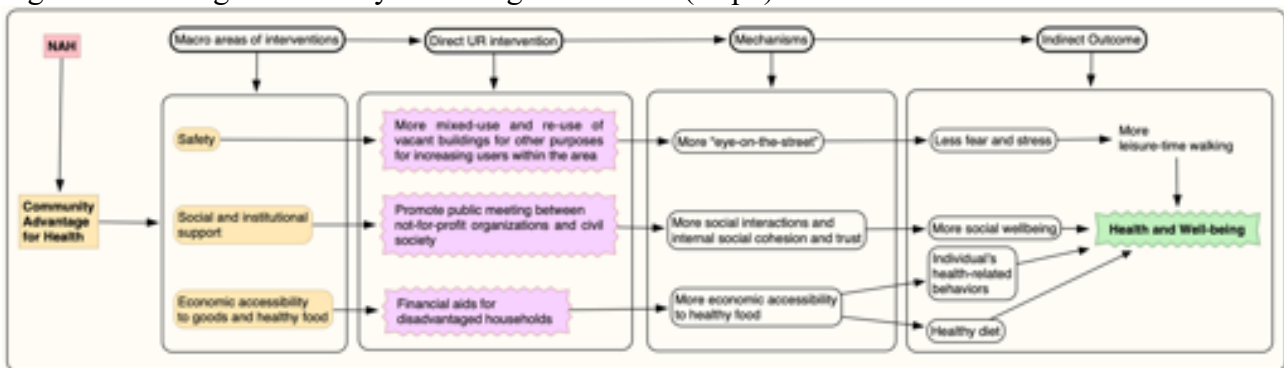 NAH
Macro areas of interventions
Direct UR intervention
Mechanisms
Indirect Outcome
Safety
More mixed-use and re-use of
vacant buildings for other purposes
for increasing users within the area
More "eye-on-the-street"
Less fear and stress
More
leisure-time walking
Community
Advantage
for Health
Social and institutional
support
Promote public meeting between
not-for-profit organizations and civil
society
More social interactions and
internal social cohesion and trust
More social wellbeing
Health and Well-being
Individual's
health-related
behaviors
Economic accessibility
to goods and healthy food
Financial aids for
disadvantaged households
More economic accessibility
to healthy food
Healthy diet